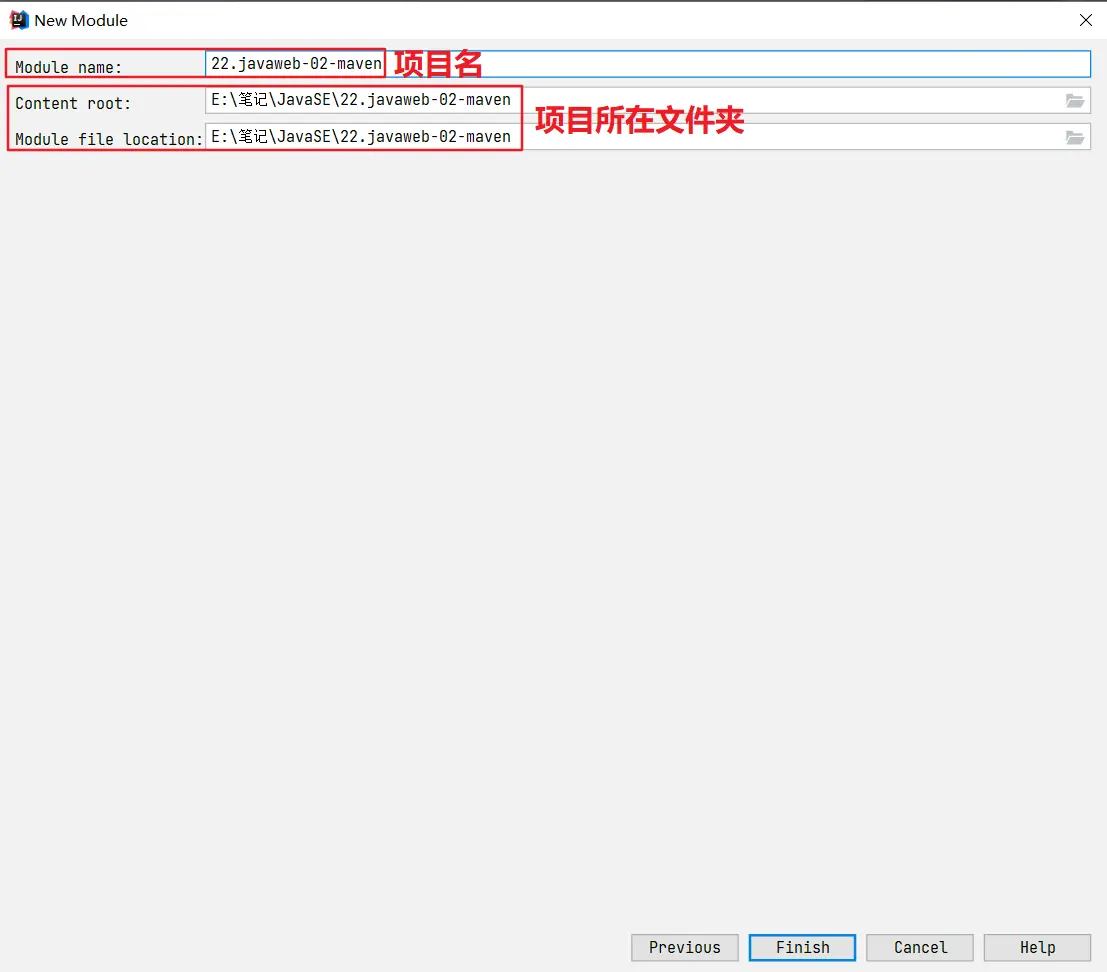 New Module
Module name: 22.javaweb-02-maven 项目名
Content root: E:\笔记\JavaSE\22.javaweb-02-maven
项目所在文件夹
Module file location: E:\笔记\JavaSE\22.javaweb-02-maven
Previous Finish Cancel Help